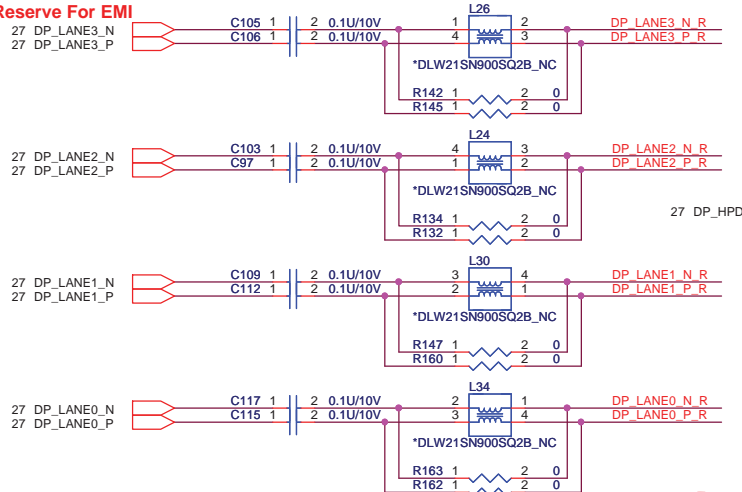 Reserve For EMI
L26
27 DP_LANE3_N C105 1 2 0.1U/10V 1 2 DP_LANE3_N_R
27 DP_LANE3_P C106 1 2 0.1U/10V 4 3 DP_LANE3_P_R
*DLW21SN900SQ2B_NC
R142 1 2 0
R145 1 2 0
L24
27 DP_LANE2_N C103 1 2 0.1U/10V 4 3 DP_LANE2_N_R
27 DP_LANE2_P C97 1 2 0.1U/10V 1 2 DP_LANE2_P_R
*DLW21SN900SQ2B_NC
27 DP_HPD
R134 1 2 0
R132 1 2 0
L30
27 DP_LANE1_N C109 1 2 0.1U/10V 3 4 DP_LANE1_N_R
27 DP_LANE1_P C112 1 2 0.1U/10V 2 1 DP_LANE1_P_R
*DLW21SN900SQ2B_NC
R147 1 2 0
R160 1 2 0
L34
27 DP_LANE0_N C117 1 2 0.1U/10V 2 1 DP_LANE0_N_R
27 DP_LANE0_P C115 1 2 0.1U/10V 3 4 DP_LANE0_P_R
*DLW21SN900SQ2B_NC
R163 1 2 0
R162 1 2 0